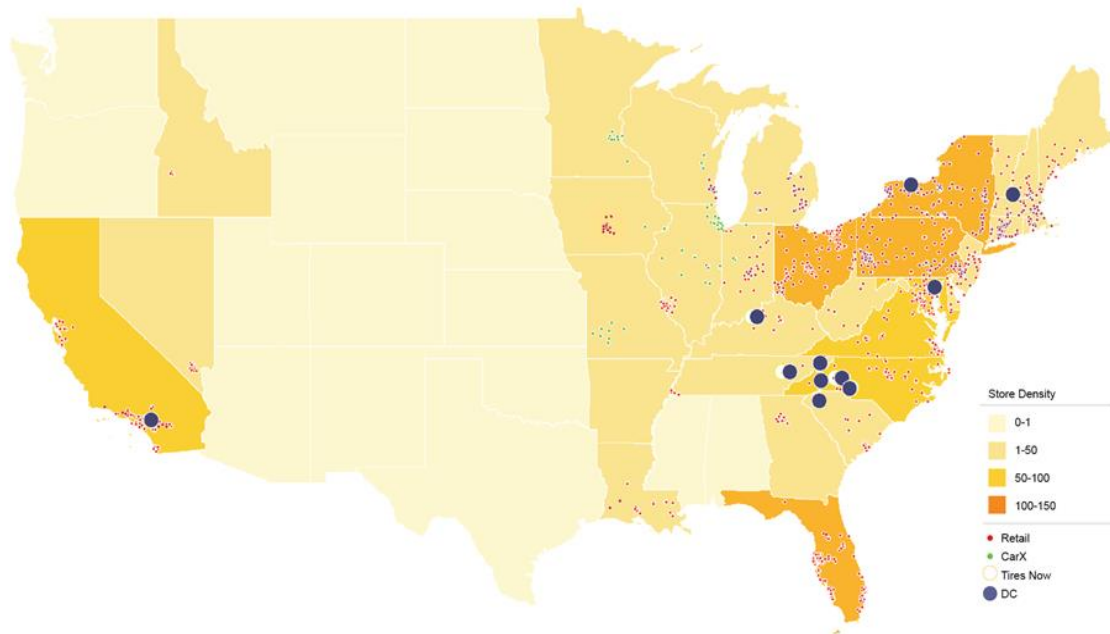 Store Density
0-1
1-50
50-100
100-150
Retail
CarX
Tires Now
DC